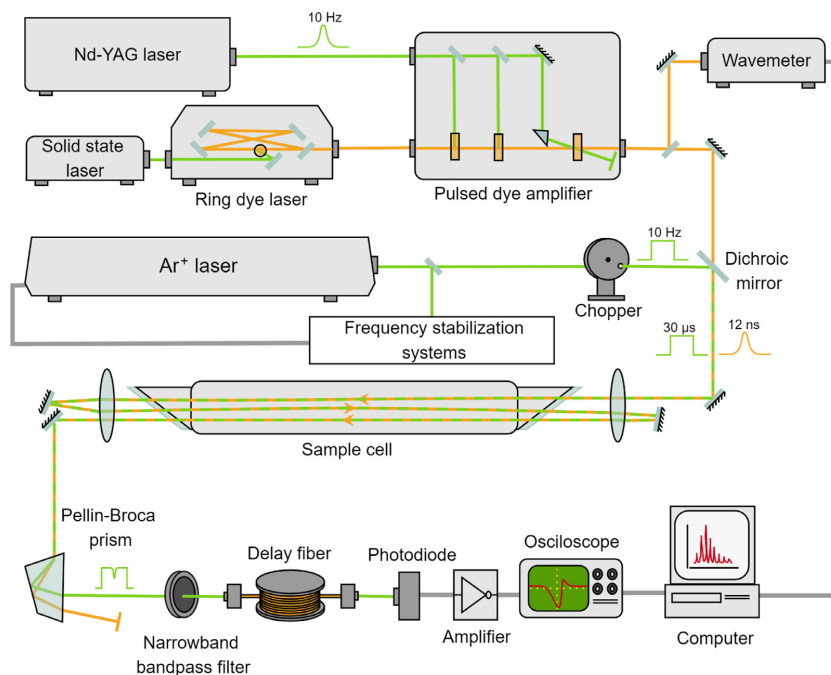 10 Hz
Nd-YAG laser
Wavemeter
Solid state
laser
Ring dye laser
Pulsed dye amplifier
10 Hz
Ar⁺ laser
Dichroic
mirror
Chopper
Frequency stabilization
systems
30 µs
12 ns
Sample cell
Pellin-Broca
prism
Delay fiber
Photodiode
Osciloscope
Narrowband
bandpass filter
Amplifier
Computer